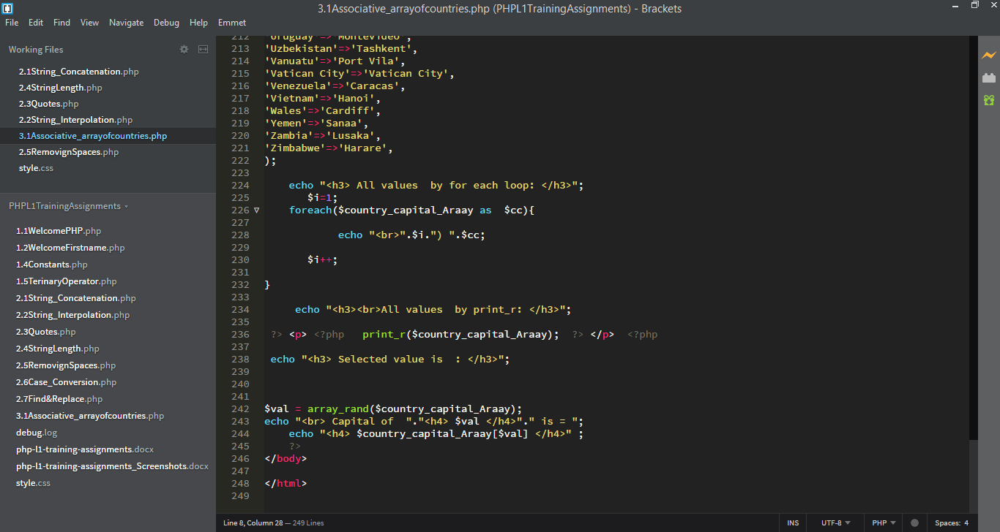 3.1Associative_arrayofcountries.php (PHPL1TrainingAssignments) - Brackets
File Edit Find View Navigate Debug Help Emmet
Working Files
2.1String_Concatenation.php
2.4StringLength.php
2.3Quotes.php
2.2String_Interpolation.php
3.1Associative_arrayofcountries.php
2.5RemovignSpaces.php
style.css
PHPL1TrainingAssignments
1.1WelcomePHP.php
1.2WelcomeFirstname.php
1.4Constants.php
1.5TerinaryOperator.php
2.1String_Concatenation.php
2.2String_Interpolation.php
2.3Quotes.php
2.4StringLength.php
2.5RemovignSpaces.php
2.6Case_Conversion.php
2.7Find&Replace.php
3.1Associative_arrayofcountries.php
debug.log
php-l1-training-assignments.docx
php-l1-training-assignments_Screenshots.docx
style.css
212 'Uruguay'=>'Montevideo',
213 'Uzbekistan'=>'Tashkent',
214 'Vanuatu'=>'Port Vila',
215 'Vatican City'=>'Vatican City',
216 'Venezuela'=>'Caracas',
217 'Vietnam'=>'Hanoi',
218 'Wales'=>'Cardiff',
219 'Yemen'=>'Sanaa',
220 'Zambia'=>'Lusaka',
221 'Zimbabwe'=>'Harare',
222 );
223
224 echo "<h3> All values  by for each loop: </h3>";
225 $i=1;
226 foreach($country_capital_Araay as  $cc){
227
228 echo "<br>".$i.") ".$cc;
229
230 $i++;
231
232 }
233
234 echo "<h3><br>All values  by print_r: </h3>";
235
236 ?> <p> <?php   print_r($country_capital_Araay);  ?> </p>  <?php
237
238 echo "<h3> Selected value is  : </h3>";
239
240
241
242 $val = array_rand($country_capital_Araay);
243 echo "<br> Capital of  "."<h4> $val </h4>"." is = ";
244 echo "<h4> $country_capital_Araay[$val] </h4>" ;
245 ?>
246 </body>
247
248 </html>
249
Line 8, Column 28 — 249 Lines
INS UTF-8 PHP Spaces: 4